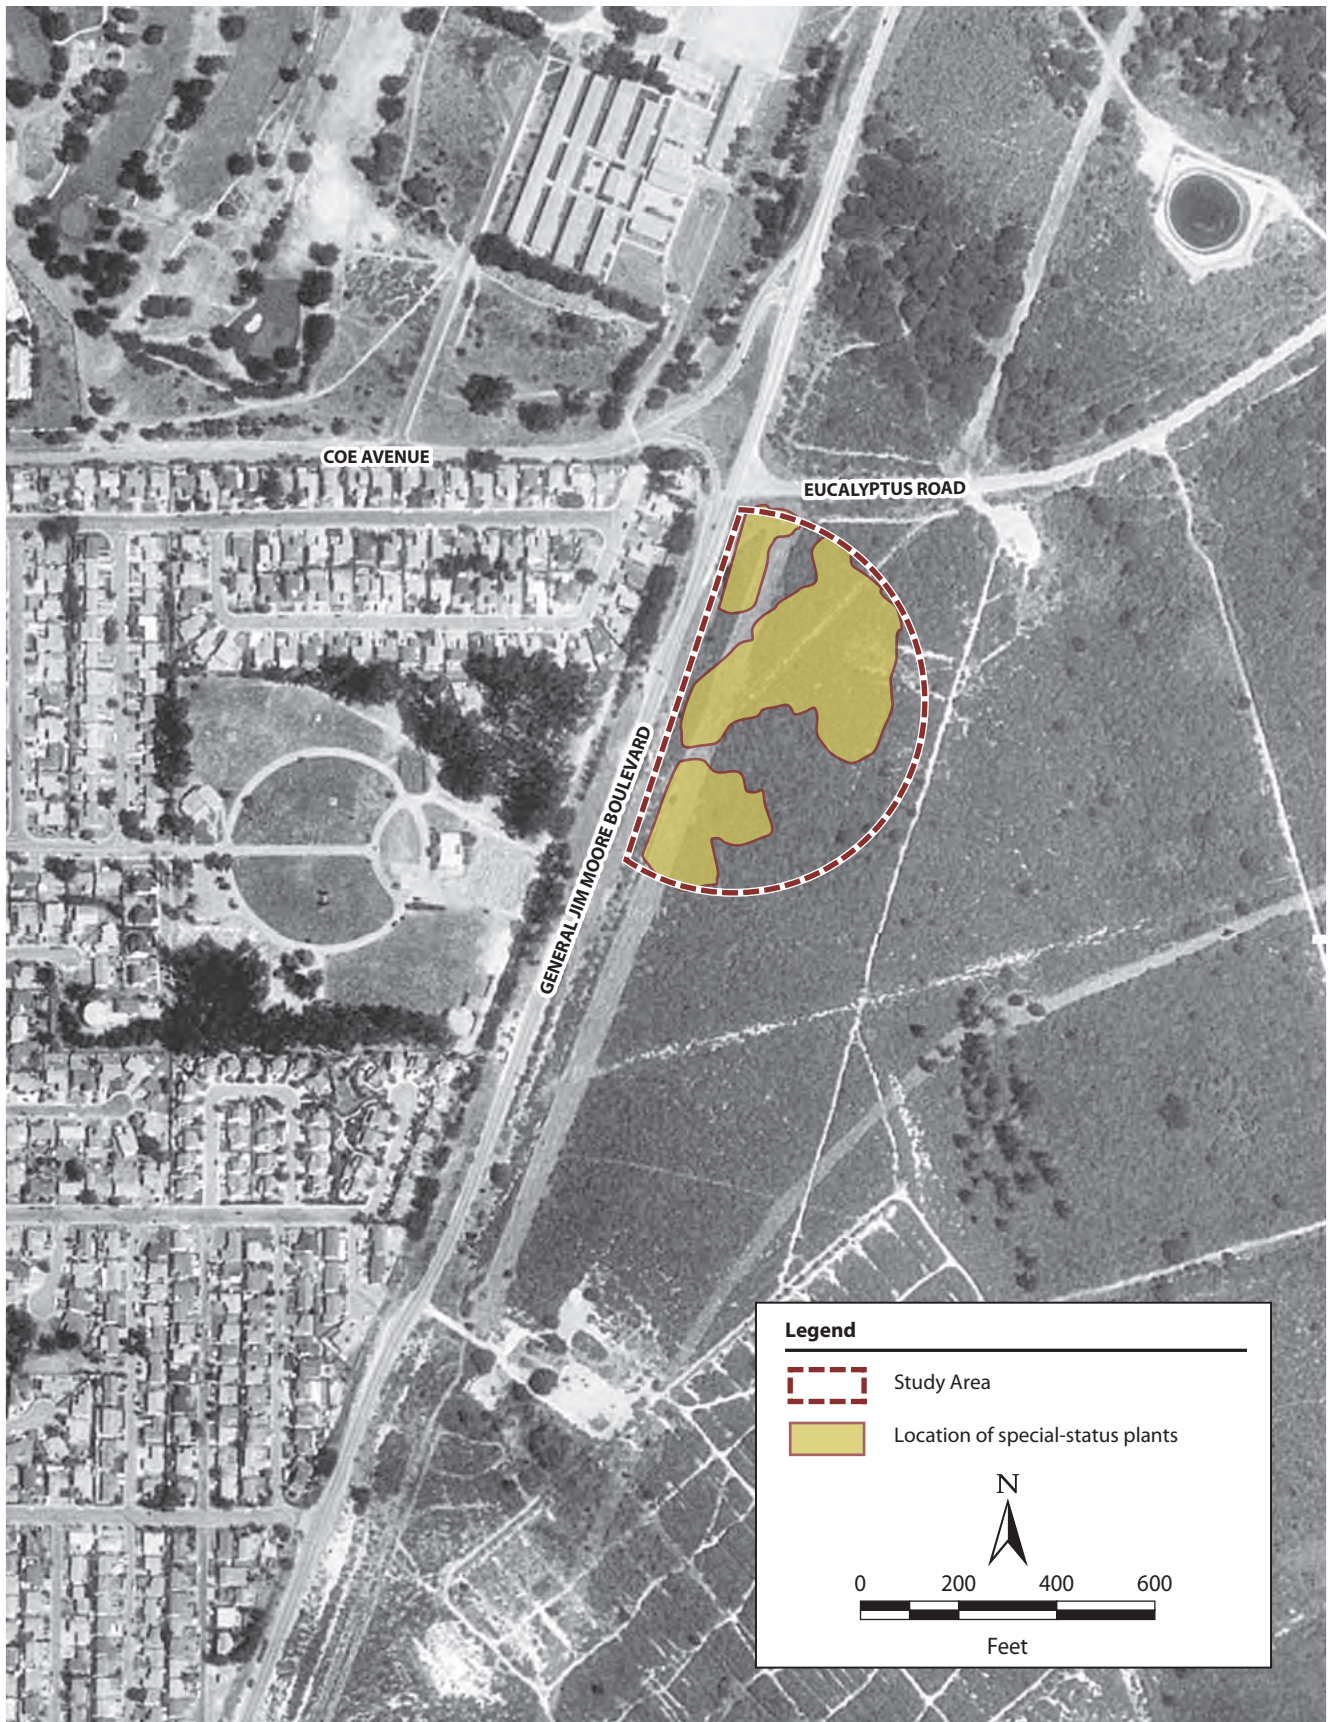 COE AVENUE
EUCALYPTUS ROAD
GENERAL JIM MOORE BOULEVARD
Legend
Study Area
Location of special-status plants
N
0 200 400 600
Feet